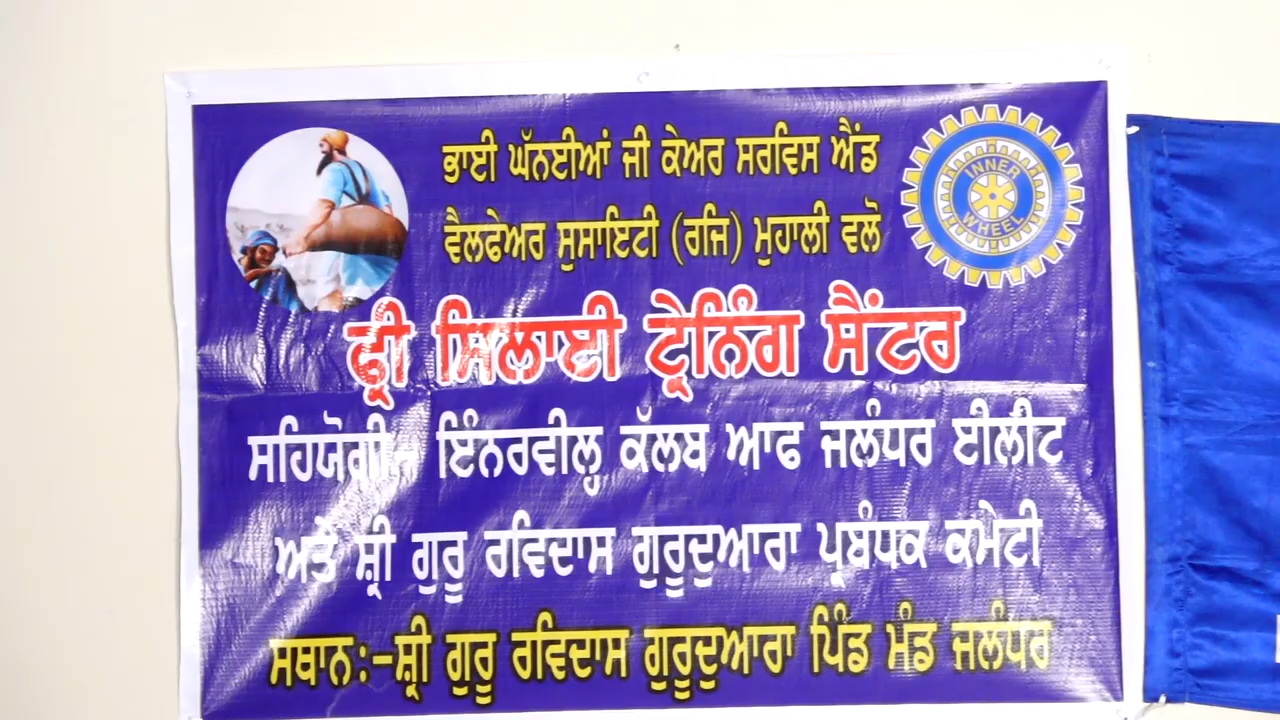 ਭਾਈ ਘੱਨਈਆਂ ਜੀ ਕੇਅਰ ਸਰਵਿਸ ਐਂਡ
ਵੈਲਫੇਅਰ ਸੁਸਾਇਟੀ (ਰਜਿ) ਮੁਹਾਲੀ ਵਲੋ
INNER WHEEL
ਫ੍ਰੀ ਸਿਲਾਈ ਟ੍ਰੇਨਿੰਗ ਸੈਂਟਰ
ਸਹਿਯੋਗੀ:- ਇੰਨਰਵੀਲ੍ਹ ਕੱਲਬ ਆਫ ਜਲੰਧਰ ਈਲੀਟ
ਅਤੇ ਸ਼੍ਰੀ ਗੁਰੂ ਰਵਿਦਾਸ ਗੁਰੂਦੁਆਰਾ ਪ੍ਰਬੰਧਕ ਕਮੇਟੀ
ਸਥਾਨ:-ਸ਼੍ਰੀ ਗੁਰੂ ਰਵਿਦਾਸ ਗੁਰੂਦੁਆਰਾ ਪਿੰਡ ਮੰਡ ਜਲੰਧਰ